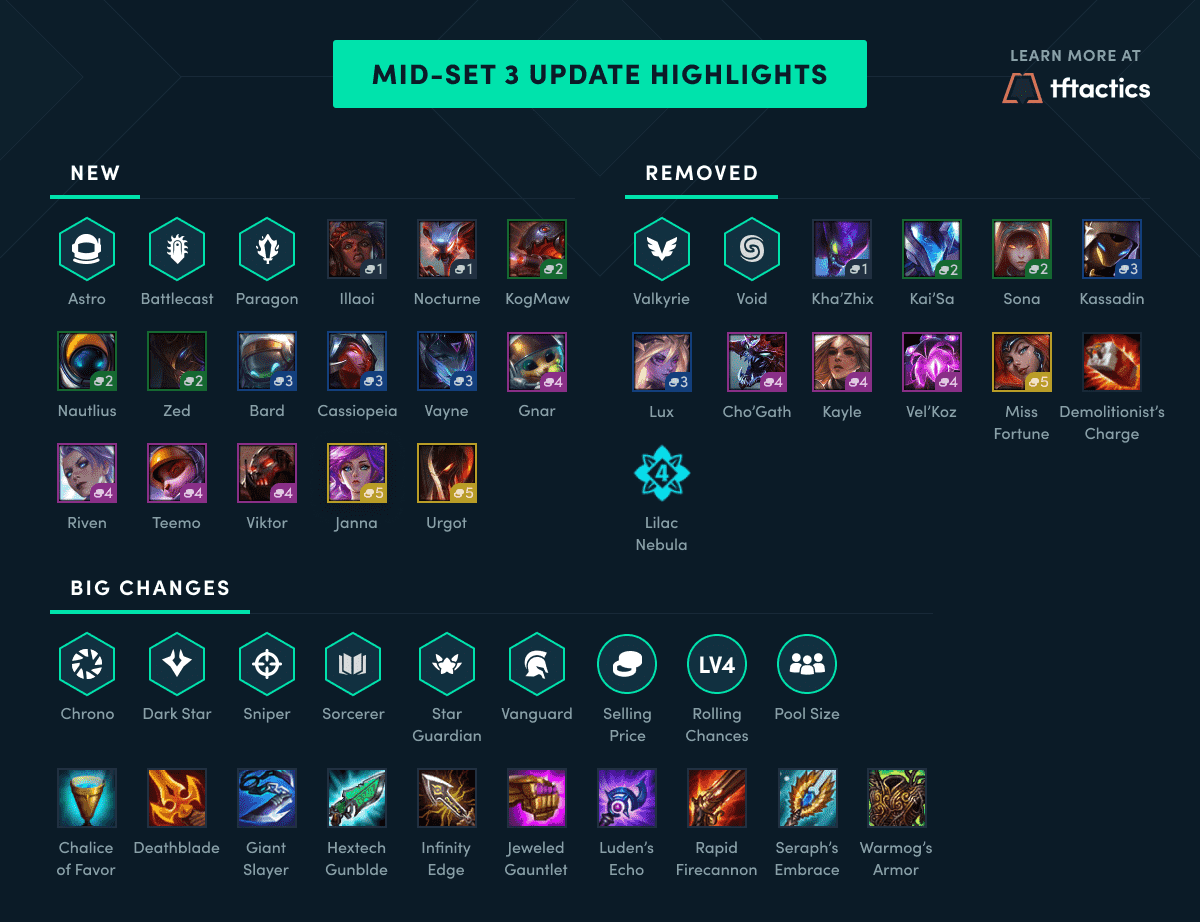 MID-SET 3 UPDATE HIGHLIGHTS
LEARN MORE AT
tftactics
NEW
1
1
2
Astro Battlecast Paragon Illaoi Nocturne KogMaw
2
2
3
3
3
4
Nautlius Zed Bard Cassiopeia Vayne Gnar
4
4
4
5
5
Riven Teemo Viktor Janna Urgot
REMOVED
1
2
2
3
Valkyrie Void Kha'Zhix Kai'Sa Sona Kassadin
3
4
4
4
5
Lux Cho'Gath Kayle Vel'Koz Miss Fortune Demolitionist's Charge
4
Lilac
Nebula
BIG CHANGES
LV4
Chrono Dark Star Sniper Sorcerer Star Guardian Vanguard Selling Price Rolling Chances Pool Size
Chalice of Favor Deathblade Giant Slayer Hextech Gunblde Infinity Edge Jeweled Gauntlet Luden's Echo Rapid Firecannon Seraph's Embrace Warmog's Armor